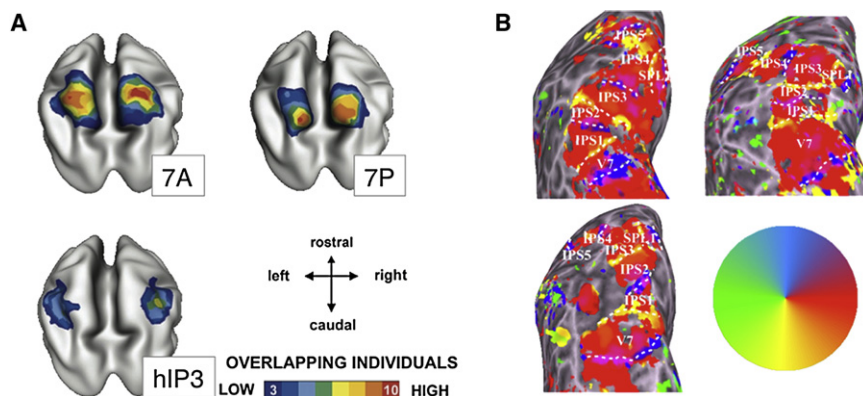 A
7A
7P
hIP3
rostral
left
right
caudal
OVERLAPPING INDIVIDUALS
LOW 3 10 HIGH
B
IPS5
IPS4
SPL1
IPS3
IPS2
IPS1
V7
IPS5
IPS4
IPS3
SPL1
IPS2
IPS1
V7
IPS4
SPL1
IPS5
IPS3
IPS2
IPS1
V7